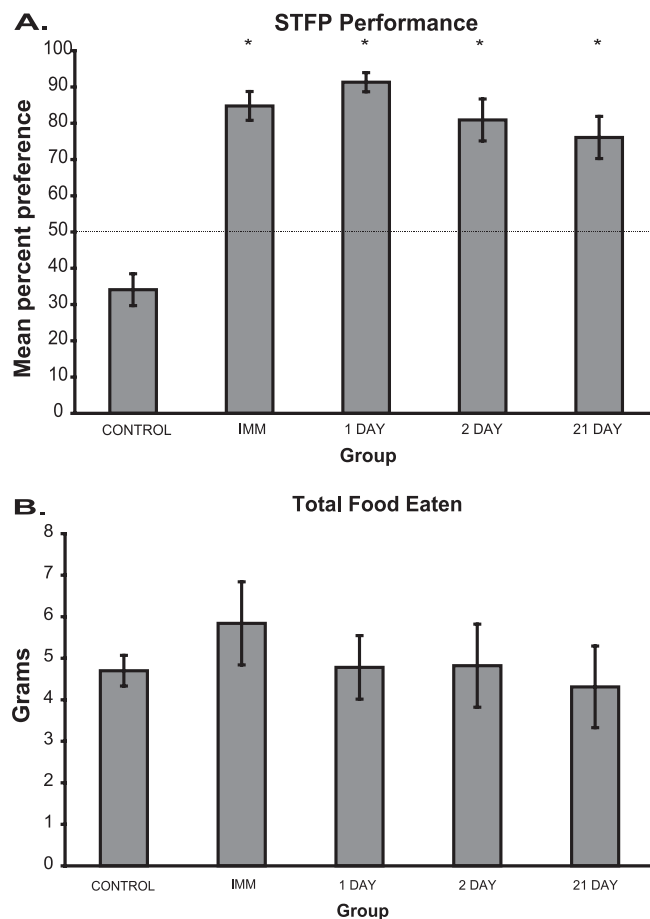 A. STFP Performance
* * * *
100
90
80
70
60
50
40
30
20
10
0
Mean percent preference
CONTROL IMM 1 DAY 2 DAY 21 DAY
Group
B. Total Food Eaten
8
7
6
5
4
3
2
1
0
Grams
CONTROL IMM 1 DAY 2 DAY 21 DAY
Group